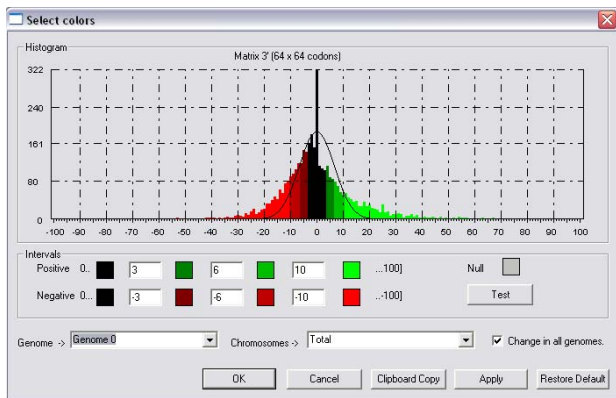 Select colors
Histogram
Matrix 3' (64 x 64 codons)
322
240
161
80
0
-100 -90 -80 -70 -60 -50 -40 -30 -20 -10 0 10 20 30 40 50 60 70 80 90 100
Intervals
Positive 0... 3 6 10 ...100] Null
Negative 0... -3 -6 -10 ..-100] Test
Genome -> Genome 0 Chromosomes -> Total Change in all genomes.
OK Cancel Clipboard Copy Apply Restore Default